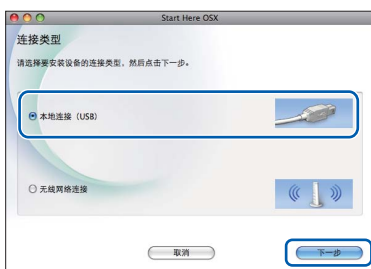 Start Here OSX
连接类型
请选择要安装设备的连接类型，然后点击下一步。
本地连接（USB）
无线网络连接
取消
下一步